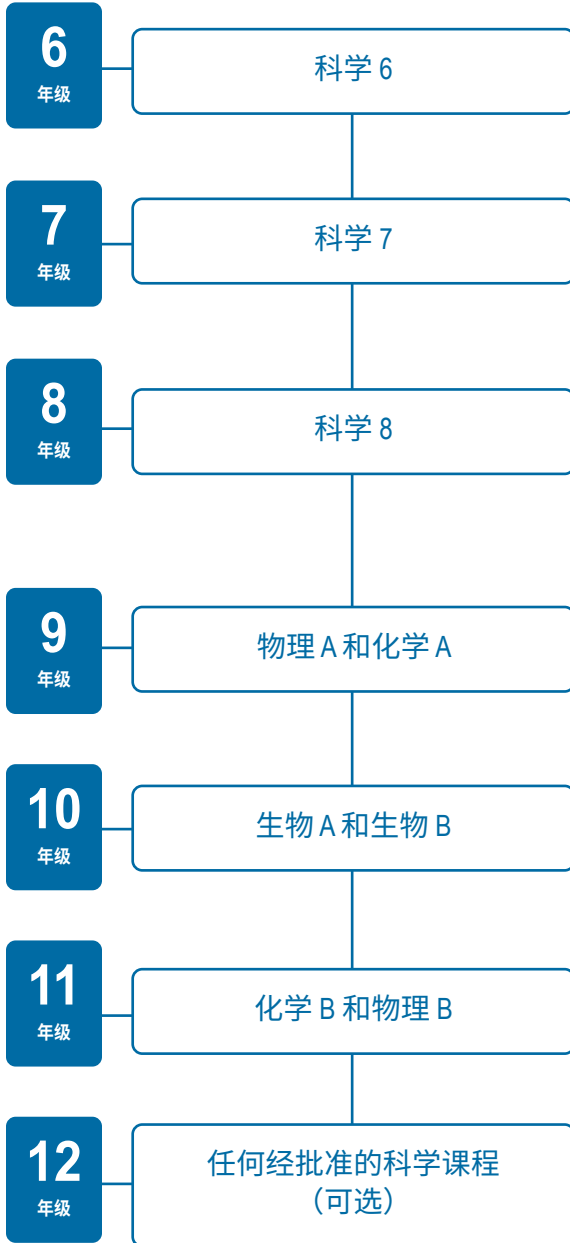 6
年级
科学 6
7
年级
科学 7
8
年级
科学 8
9
年级
物理 A 和化学 A
10
年级
生物 A 和生物 B
11
年级
化学 B 和物理 B
12
年级
任何经批准的科学课程
（可选）